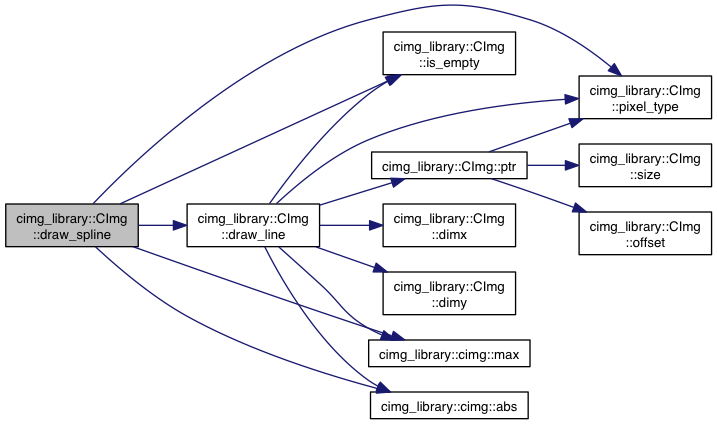 cimg_library::CImg
::draw_spline
cimg_library::CImg
::draw_line
cimg_library::CImg
::is_empty
cimg_library::CImg::ptr
cimg_library::CImg
::dimx
cimg_library::CImg
::dimy
cimg_library::cimg::max
cimg_library::cimg::abs
cimg_library::CImg
::pixel_type
cimg_library::CImg
::size
cimg_library::CImg
::offset